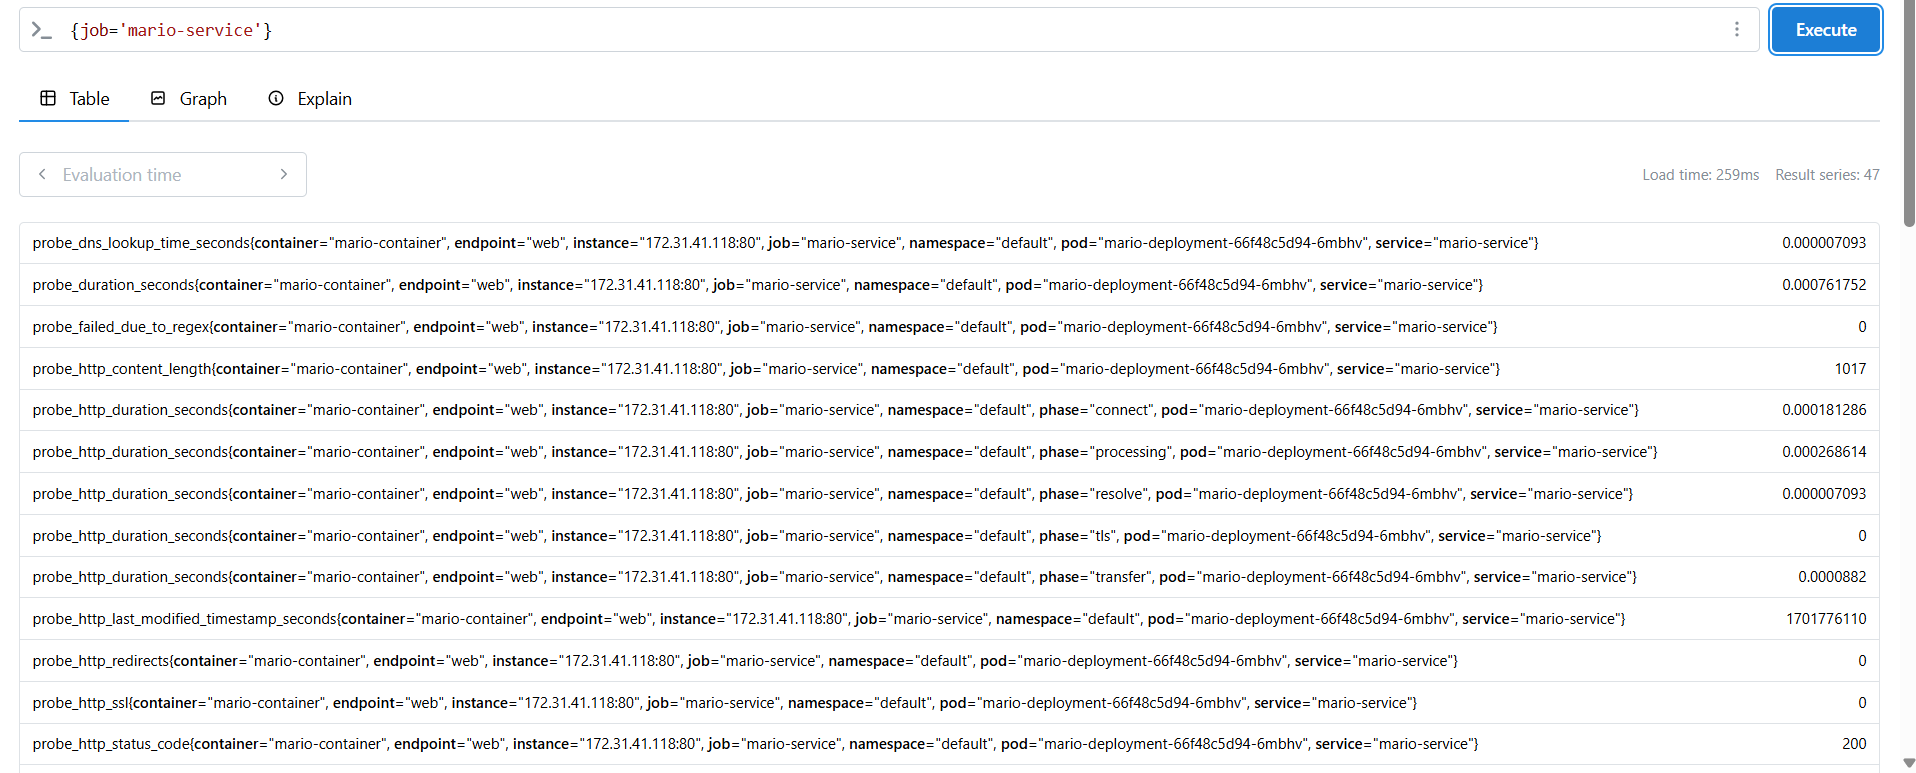 {job='mario-service'}
Execute
Table
Graph
Explain
Evaluation time
Load time: 259ms Result series: 47
probe_dns_lookup_time_seconds{container="mario-container", endpoint="web", instance="172.31.41.118:80", job="mario-service", namespace="default", pod="mario-deployment-66f48c5d94-6mbhv", service="mario-service"} 0.000007093
probe_duration_seconds{container="mario-container", endpoint="web", instance="172.31.41.118:80", job="mario-service", namespace="default", pod="mario-deployment-66f48c5d94-6mbhv", service="mario-service"} 0.000761752
probe_failed_due_to_regex{container="mario-container", endpoint="web", instance="172.31.41.118:80", job="mario-service", namespace="default", pod="mario-deployment-66f48c5d94-6mbhv", service="mario-service"} 0
probe_http_content_length{container="mario-container", endpoint="web", instance="172.31.41.118:80", job="mario-service", namespace="default", pod="mario-deployment-66f48c5d94-6mbhv", service="mario-service"} 1017
probe_http_duration_seconds{container="mario-container", endpoint="web", instance="172.31.41.118:80", job="mario-service", namespace="default", phase="connect", pod="mario-deployment-66f48c5d94-6mbhv", service="mario-service"} 0.000181286
probe_http_duration_seconds{container="mario-container", endpoint="web", instance="172.31.41.118:80", job="mario-service", namespace="default", phase="processing", pod="mario-deployment-66f48c5d94-6mbhv", service="mario-service"} 0.000268614
probe_http_duration_seconds{container="mario-container", endpoint="web", instance="172.31.41.118:80", job="mario-service", namespace="default", phase="resolve", pod="mario-deployment-66f48c5d94-6mbhv", service="mario-service"} 0.000007093
probe_http_duration_seconds{container="mario-container", endpoint="web", instance="172.31.41.118:80", job="mario-service", namespace="default", phase="tls", pod="mario-deployment-66f48c5d94-6mbhv", service="mario-service"} 0
probe_http_duration_seconds{container="mario-container", endpoint="web", instance="172.31.41.118:80", job="mario-service", namespace="default", phase="transfer", pod="mario-deployment-66f48c5d94-6mbhv", service="mario-service"} 0.0000882
probe_http_last_modified_timestamp_seconds{container="mario-container", endpoint="web", instance="172.31.41.118:80", job="mario-service", namespace="default", pod="mario-deployment-66f48c5d94-6mbhv", service="mario-service"} 1701776110
probe_http_redirects{container="mario-container", endpoint="web", instance="172.31.41.118:80", job="mario-service", namespace="default", pod="mario-deployment-66f48c5d94-6mbhv", service="mario-service"} 0
probe_http_ssl{container="mario-container", endpoint="web", instance="172.31.41.118:80", job="mario-service", namespace="default", pod="mario-deployment-66f48c5d94-6mbhv", service="mario-service"} 0
probe_http_status_code{container="mario-container", endpoint="web", instance="172.31.41.118:80", job="mario-service", namespace="default", pod="mario-deployment-66f48c5d94-6mbhv", service="mario-service"} 200